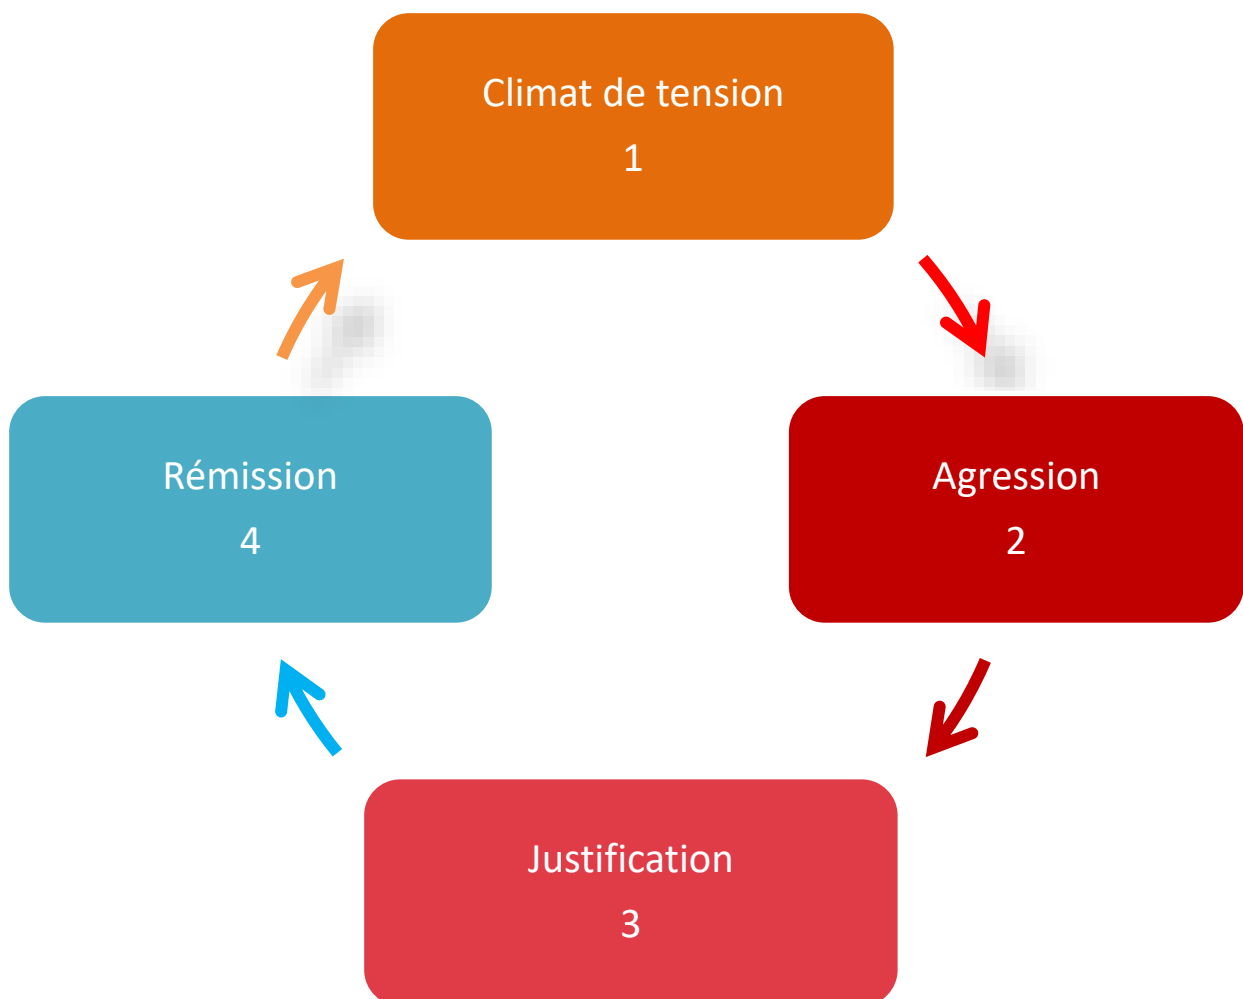 Climat de tension
1
Agression
2
Justification
3
Rémission
4